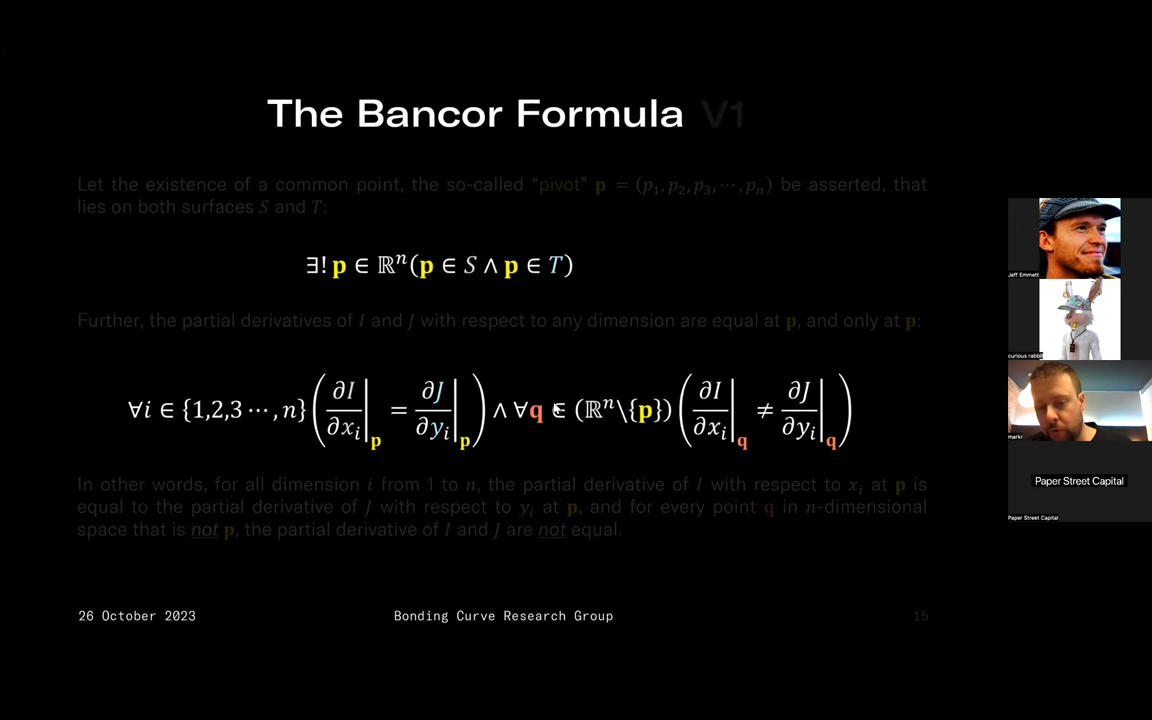 The Bancor Formula V1
Let the existence of a common point, the so-called “pivot” p = (p₁, p₂, p₃, ⋯, pₙ) be asserted, that
lies on both surfaces S and T:
∃! p ∈ ℝⁿ(p ∈ S ∧ p ∈ T)
Further, the partial derivatives of I and J with respect to any dimension are equal at p, and only at p:
∀i ∈ {1,2,3 ⋯, n} (∂I/∂xᵢ|p = ∂J/∂yᵢ|p) ∧ ∀q ∈ (ℝⁿ\{p}) (∂I/∂xᵢ|q ≠ ∂J/∂yᵢ|q)
In other words, for all dimension i from 1 to n, the partial derivative of I with respect to xᵢ at p is
equal to the partial derivative of J with respect to yᵢ at p, and for every point q in n-dimensional
space that is not p, the partial derivative of I and J are not equal.
26 October 2023
Bonding Curve Research Group
15
Jeff Emmett
curious rabbit
markr
Paper Street Capital
Paper Street Capital